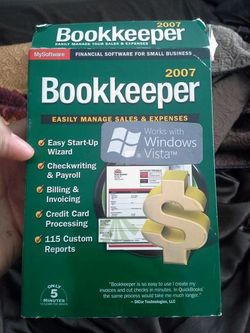 2007
Bookkeeper
EASILY MANAGE YOUR SALES & EXPENSES
MySoftware
FINANCIAL SOFTWARE FOR SMALL BUSINESS
2007
Bookkeeper
EASILY MANAGE SALES & EXPENSES
Works with
Windows
Vista™
Easy Start-Up
Wizard
Checkwriting
& Payroll
Billing &
Invoicing
Credit Card
Processing
115 Custom
Reports
ONLY
5
MINUTES
"Bookkeeper is so easy to use I create my
invoices and cut checks in minutes. In QuickBooks
the same process would take me much longer."